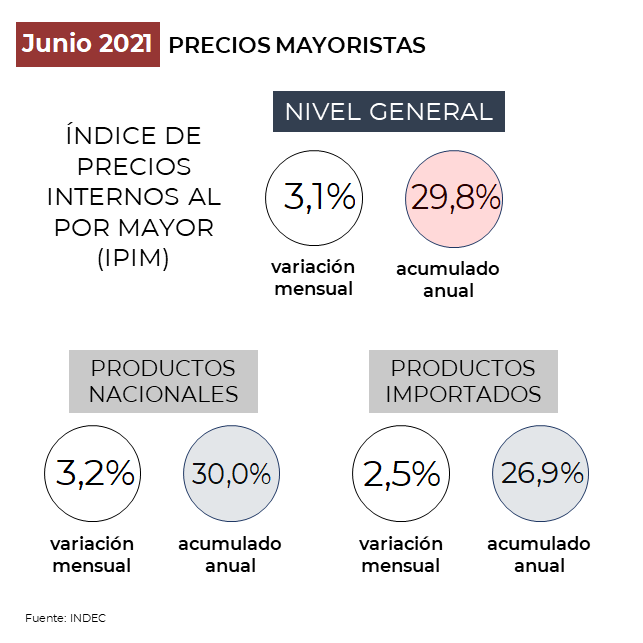 Junio 2021 PRECIOS MAYORISTAS
ÍNDICE DE
PRECIOS
INTERNOS AL
POR MAYOR
(IPIM)
NIVEL GENERAL
3,1% 29,8%
variación
mensual
acumulado
anual
PRODUCTOS
NACIONALES
3,2% 30,0%
variación
mensual
acumulado
anual
PRODUCTOS
IMPORTADOS
2,5% 26,9%
variación
mensual
acumulado
anual
Fuente: INDEC